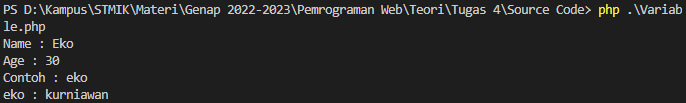 PS D:\Kampus\STMIK\Materi\Genap 2022-2023\Pemrograman Web\Teori\Tugas 4\Source Code> php .\Variab
le.php
Name : Eko
Age : 30
Contoh : eko
eko : kurniawan